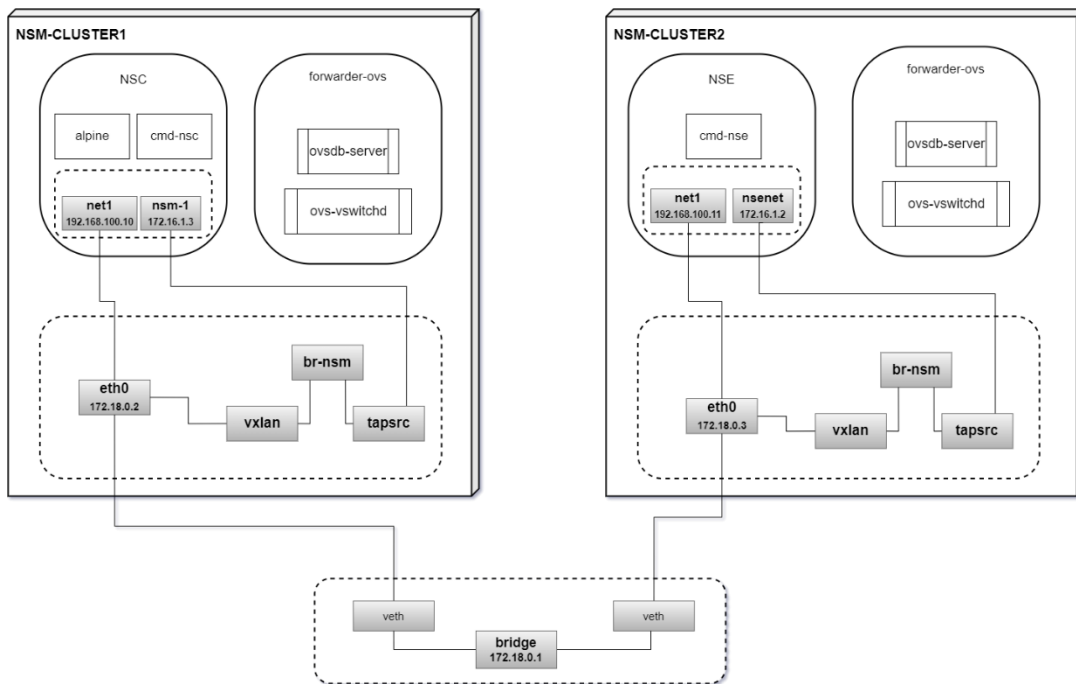 NSM-CLUSTER1
NSC
forwarder-ovs
alpine
cmd-nsc
ovsdb-server
ovs-vswitchd
net1
192.168.100.10
nsm-1
172.16.1.3
br-nsm
eth0
172.18.0.2
vxlan
tapsrc
NSM-CLUSTER2
NSE
forwarder-ovs
cmd-nse
ovsdb-server
ovs-vswitchd
net1
192.168.100.11
nsenet
172.16.1.2
br-nsm
eth0
172.18.0.3
vxlan
tapsrc
veth
veth
bridge
172.18.0.1